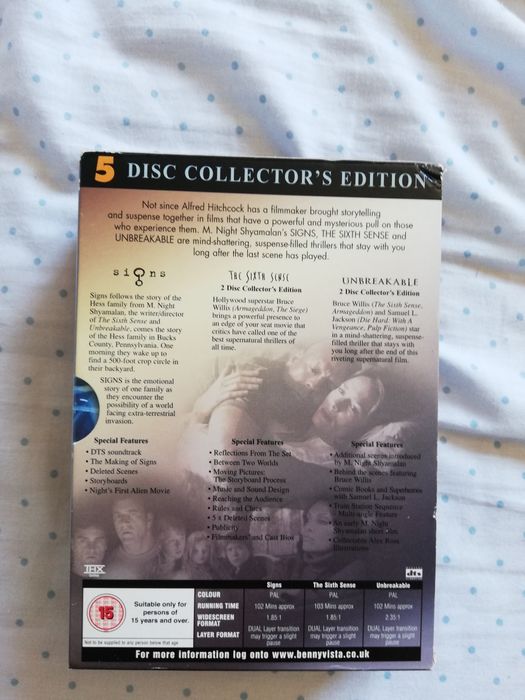 5 DISC COLLECTOR'S EDITION
Not since Alfred Hitchcock has a filmmaker brought storytelling
and suspense together in films that have a powerful and mysterious pull on those
who experience them. M. Night Shyamalan's SIGNS, THE SIXTH SENSE and
UNBREAKABLE are mind-shattering, suspense-filled thrillers that stay with you
long after the last scene has played.
signs
Signs follows the story of the
Hess family from M. Night
Shyamalan, the writer/director
of The Sixth Sense and
Unbreakable, comes the story
of the Hess family in Bucks
County, Pennsylvania. One
morning they wake up to
find a 500-foot crop circle in
their backyard.
SIGNS is the emotional
story of one family as
they encounter the
possibility of a world
facing extra-terrestrial
invasion.
Special Features
• DTS soundtrack
• The Making of Signs
• Deleted Scenes
• Storyboards
• Night's First Alien Movie
THE SIXTH SENSE
2 Disc Collector's Edition
Hollywood superstar Bruce
Willis (Armageddon, The Siege)
brings a powerful presence to
an edge of your seat movie that
critics have called one of the
best supernatural thrillers of
all time.
Special Features
• Reflections From The Set
• Between Two Worlds
• Moving Pictures:
The Storyboard Process
• Music and Sound Design
• Reaching the Audience
• Rules and Clues
• 5 x Deleted Scenes
• Publicity
• Filmmakers' and Cast Bios
UNBREAKABLE
2 Disc Collector's Edition
Bruce Willis (The Sixth Sense,
Armageddon) and Samuel L.
Jackson (Die Hard: With A
Vengeance, Pulp Fiction) star
in a mind-shattering, suspense-
filled thriller that stays with
you long after the end of this
riveting supernatural film.
Special Features
• Additional scenes introduced
by M. Night Shyamalan
• Behind the scenes featuring
Bruce Willis
• Comic Books and Superheroes
with Samuel L. Jackson
• Train Station Sequence
Multi-angle Feature
• An early M. Night
Shyamalan short film
• Collectable Alex Ross
Illustrations
THX
dts
15
Suitable only for
persons of
15 years and over.
Not to be supplied to any person below that age
Signs The Sixth Sense Unbreakable
COLOUR PAL PAL PAL
RUNNING TIME 102 Mins approx 103 Mins approx 102 Mins approx
WIDESCREEN FORMAT 1.85:1 1.85:1 2.35:1
LAYER FORMAT DUAL Layer transition may trigger a slight pause DUAL Layer transition may trigger a slight pause DUAL Layer transition may trigger a slight pause
For more information log onto www.bennyvista.co.uk